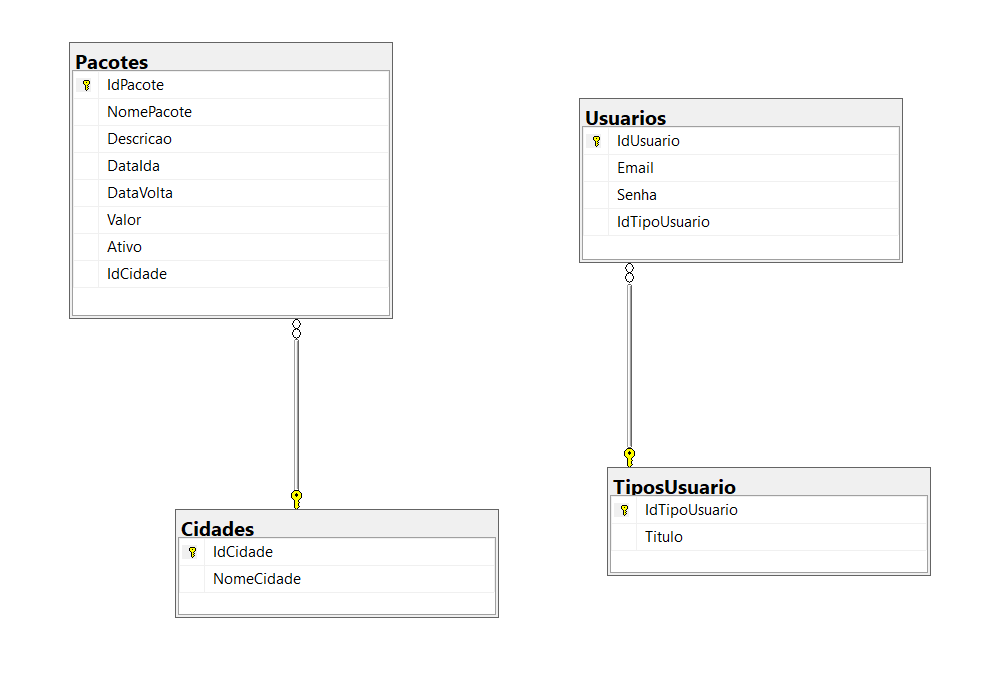 Pacotes
IdPacote
NomePacote
Descricao
DataIda
DataVolta
Valor
Ativo
IdCidade
Usuarios
IdUsuario
Email
Senha
IdTipoUsuario
Cidades
IdCidade
NomeCidade
TiposUsuario
IdTipoUsuario
Titulo